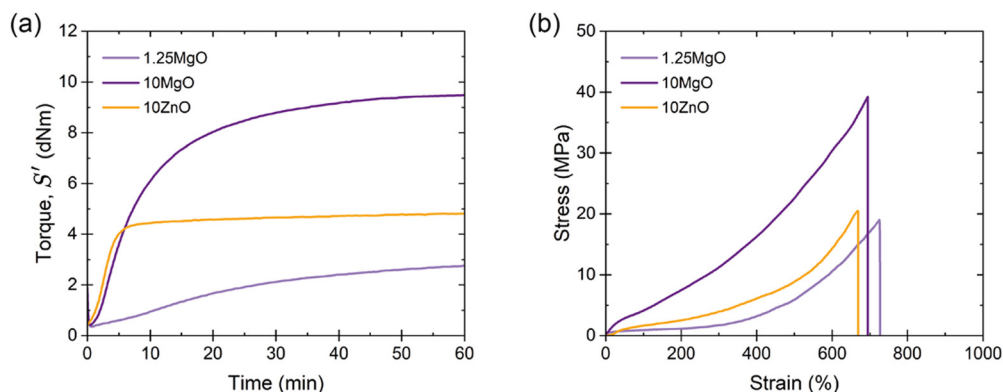 (a)
Torque, S′ (dNm)
12
10
8
6
4
2
0
1.25MgO
10MgO
10ZnO
0 10 20 30 40 50 60
Time (min)
(b)
Stress (MPa)
50
40
30
20
10
0
1.25MgO
10MgO
10ZnO
0 200 400 600 800 1000
Strain (%)